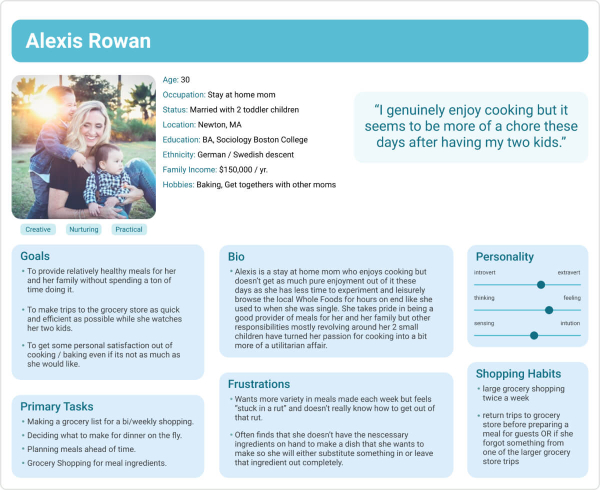 Alexis Rowan
Age: 30
Occupation: Stay at home mom
Status: Married with 2 toddler children
Location: Newton, MA
Education: BA, Sociology Boston College
Ethnicity: German / Swedish descent
Family Income: $150,000 / yr.
Hobbies: Baking, Get togethers with other moms
“I genuinely enjoy cooking but it
seems to be more of a chore these
days after having my two kids.”
Creative
Nurturing
Practical
Goals
• To provide relatively healthy meals for her
and her family without spending a ton of
time doing it.
• To make trips to the grocery store as quick
and efficient as possible while she watches
her two kids.
• To get some personal satisfaction out of
cooking / baking even if its not as much as
she would like.
Primary Tasks
• Making a grocery list for a bi/weekly shopping.
• Deciding what to make for dinner on the fly.
• Planning meals ahead of time.
• Grocery Shopping for meal ingredients.
Bio
• Alexis is a stay at home mom who enjoys cooking but
doesn't get as much pure enjoyment out of it these
days as she has less time to experiment and leisurely
browse the local Whole Foods for hours on end like she
used to when she was single. She takes pride in being a
good provider of meals for her and her family but other
responsibilities mostly revolving around her 2 small
children have turned her passion for cooking into a bit
more of a utilitarian affair.
Frustrations
• Wants more variety in meals made each week but feels
“stuck in a rut” and doesn't really know how to get out of
that rut.
• Often finds that she doesn't have the nescessary
ingredients on hand to make a dish that she wants to
make so she will either substitute something in or leave
that ingredient out completely.
Personality
introvert extravert
thinking feeling
sensing intution
Shopping Habits
• large grocery shopping
twice a week
• return trips to grocery
store before preparing a
meal for guests OR if she
forgot something from
one of the larger grocery
store trips